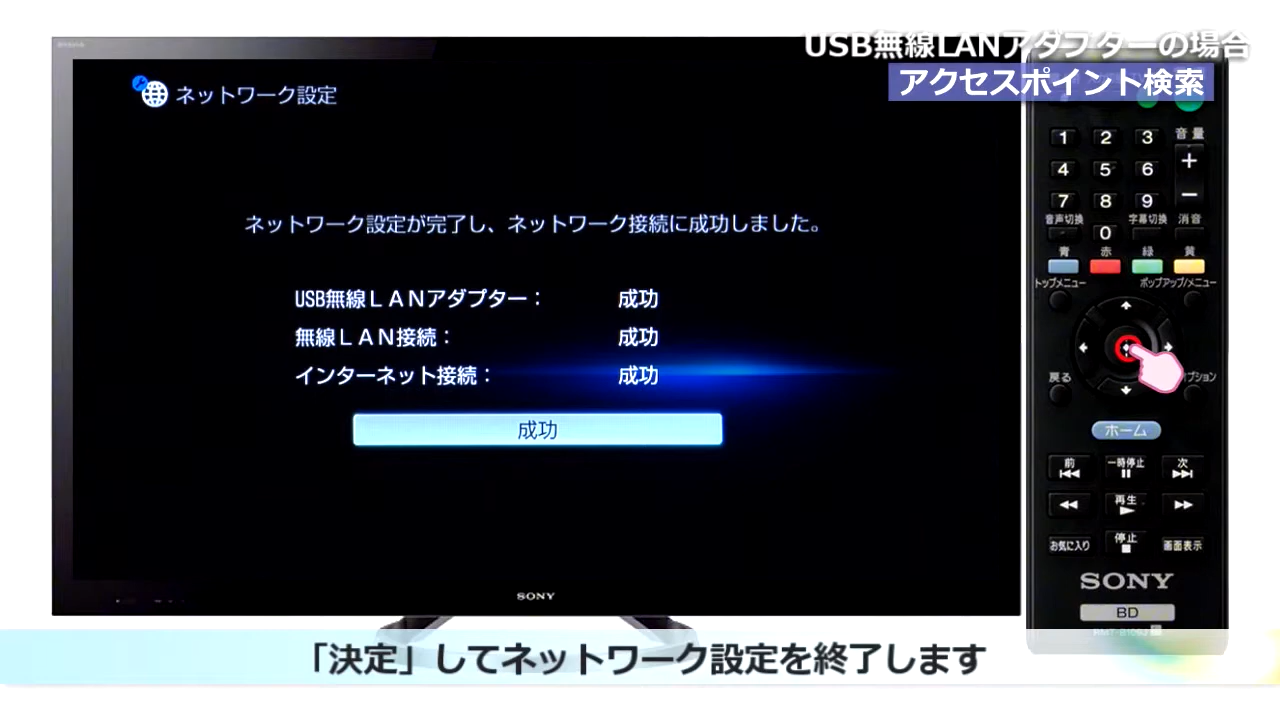 USB無線LANアダプターの場合
アクセスポイント検索
ネットワーク設定
ネットワーク設定が完了し、ネットワーク接続に成功しました。
USB無線ＬＡＮアダプター： 成功
無線ＬＡＮ接続： 成功
インターネット接続： 成功
成功
SONY
1 2 3 音量
4 5 6 +
7 8 9 −
音声切換 字幕切換 消音
0
青 赤 緑 黄
トップメニュー ポップアップ/メニュー
戻る プション
ホーム
前 一時停止 次
再生
お気に入り 停止 画面表示
SONY
BD
「決定」してネットワーク設定を終了します